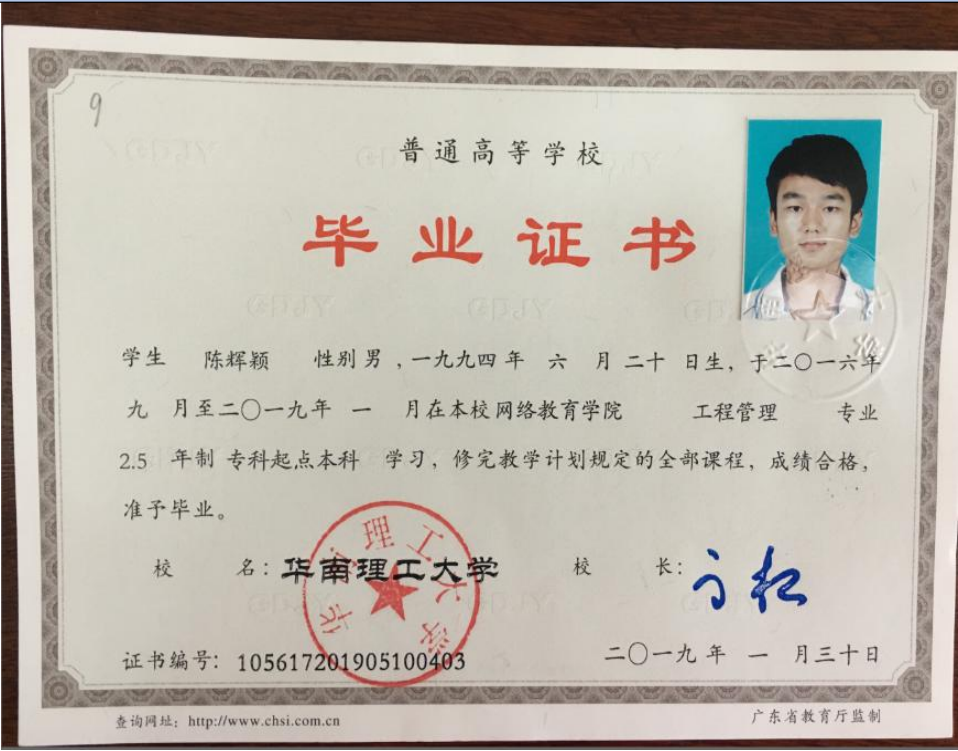 9
普通高等学校
毕业证书
学生 陈辉颖 性别 男 ,一九九四年 六 月 二十 日生，于二〇一六年
九 月至二〇一九年 一 月在本校 网络教育学院 工程管理 专业
2.5 年制 专科起点本科 学习，修完教学计划规定的全部课程，成绩合格，
准予毕业。
校 名：华南理工大学 校 长：
华南理工大学
证书编号：105617201905100403 二〇一九 年 一 月三十日
查询网址：http://www.chsi.com.cn 广东省教育厅监制